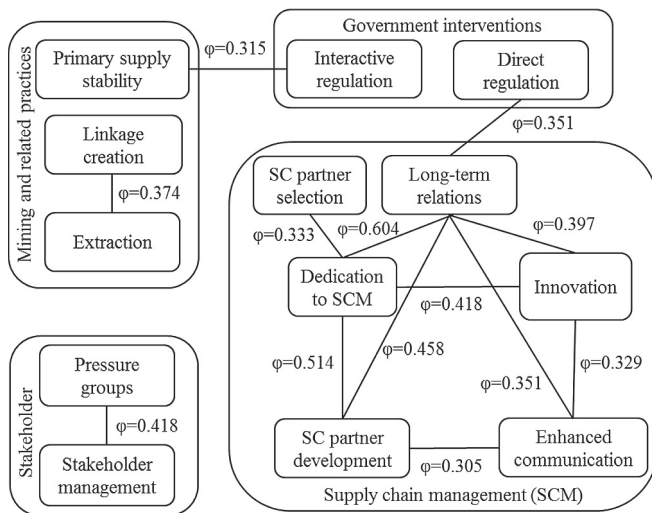 Government interventions
Primary supply
stability
φ=0.315
Interactive
regulation
Direct
regulation
Mining and related practices
Linkage
creation
φ=0.374
Extraction
φ=0.351
SC partner
selection
Long-term
relations
φ=0.333
φ=0.604
φ=0.397
Dedication
to SCM
φ=0.418
Innovation
φ=0.514
φ=0.458
φ=0.351
φ=0.329
SC partner
development
φ=0.305
Enhanced
communication
Supply chain management (SCM)
Stakeholder
Pressure
groups
φ=0.418
Stakeholder
management